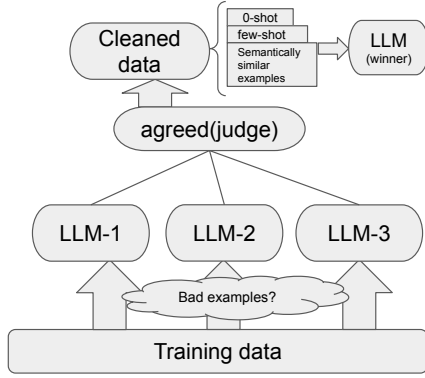 Cleaned
data
0-shot
few-shot
Semantically
similar
examples
LLM
(winner)
agreed(judge)
LLM-1
LLM-2
LLM-3
Bad examples?
Training data